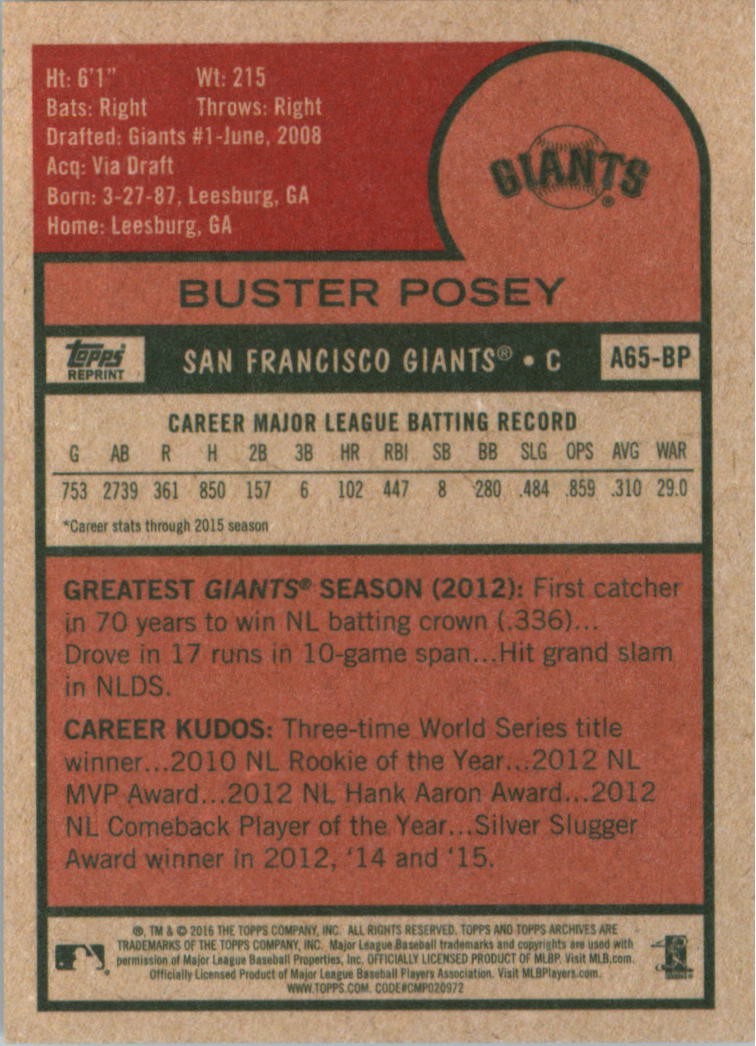 Ht: 6'1" Wt: 215
Bats: Right Throws: Right
Drafted: Giants #1-June, 2008
Acq: Via Draft
Born: 3-27-87, Leesburg, GA
Home: Leesburg, GA
GIANTS®
BUSTER POSEY
Topps
REPRINT
SAN FRANCISCO GIANTS® • C
A65-BP
CAREER MAJOR LEAGUE BATTING RECORD
G AB R H 2B 3B HR RBI SB BB SLG OPS AVG WAR
753 2739 361 850 157 6 102 447 8 280 .484 .859 .310 29.0
*Career stats through 2015 season
GREATEST GIANTS® SEASON (2012): First catcher
in 70 years to win NL batting crown (.336)...
Drove in 17 runs in 10-game span...Hit grand slam
in NLDS.
CAREER KUDOS: Three-time World Series title
winner...2010 NL Rookie of the Year...2012 NL
MVP Award...2012 NL Hank Aaron Award...2012
NL Comeback Player of the Year...Silver Slugger
Award winner in 2012, '14 and '15.
®, TM & © 2016 THE TOPPS COMPANY, INC. ALL RIGHTS RESERVED. TOPPS AND TOPPS ARCHIVES ARE
TRADEMARKS OF THE TOPPS COMPANY, INC. Major League Baseball trademarks and copyrights are used with
permission of Major League Baseball Properties, Inc. OFFICIALLY LICENSED PRODUCT OF MLBP. Visit MLB.com.
Officially Licensed Product of Major League Baseball Players Association. Visit MLBPlayers.com.
WWW.TOPPS.COM. CODE#CMP020972